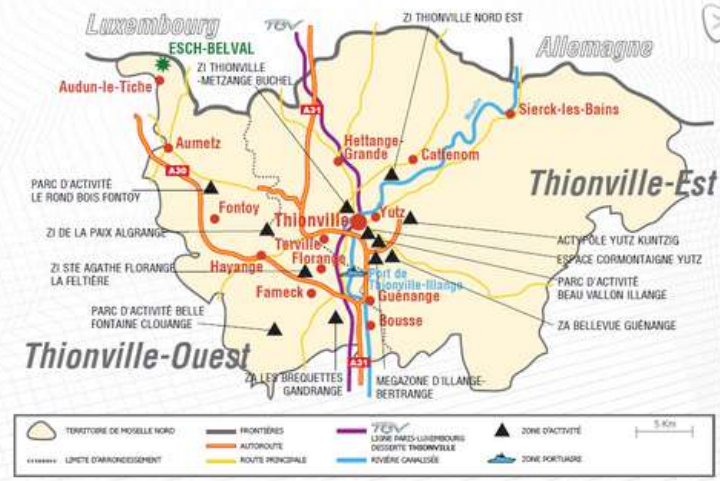 Luxembourg
TGV
ZI THIONVILLE NORD EST
ESCH-BELVAL
Allemagne
ZI THIONVILLE
-METZANGE BUCHEL
Audun-le-Tiche
A31
Moselle
Sierck-les-Bains
Aumetz
Hettange-
Grande
Cattenom
A30
PARC D'ACTIVITÉ
LE ROND BOIS FONTOY
Thionville-Est
Fontoy
Thionville
Yutz
ZI DE LA PAIX ALGRANGE
Terville
ACTYPÔLE YUTZ KUNTZIG
Florange
ESPACE CORMONTAIGNE YUTZ
ZI STE AGATHE FLORANGE
LA FELTIÈRE
Hayange
Port de
Thionville-Illange
PARC D'ACTIVITÉ
BEAU VALLON ILLANGE
Fameck
Guénange
PARC D'ACTIVITÉ BELLE
FONTAINE CLOUANGE
Bousse
ZA BELLEVUE GUÉNANGE
Thionville-Ouest
A31
ZA LES BREQUETTES
GANDRANGE
MEGAZONE D'ILLANGE-
BERTRANGE
TERRITOIRE DE MOSELLE NORD
LIMITE D'ARRONDISSEMENT
FRONTIÈRES
AUTOROUTE
ROUTE PRINCIPALE
TGV
LIGNE PARIS-LUXEMBOURG
DESSERTE THIONVILLE
RIVIÈRE CANALISÉE
ZONE D'ACTIVITÉ
ZONE PORTUAIRE
5 Km